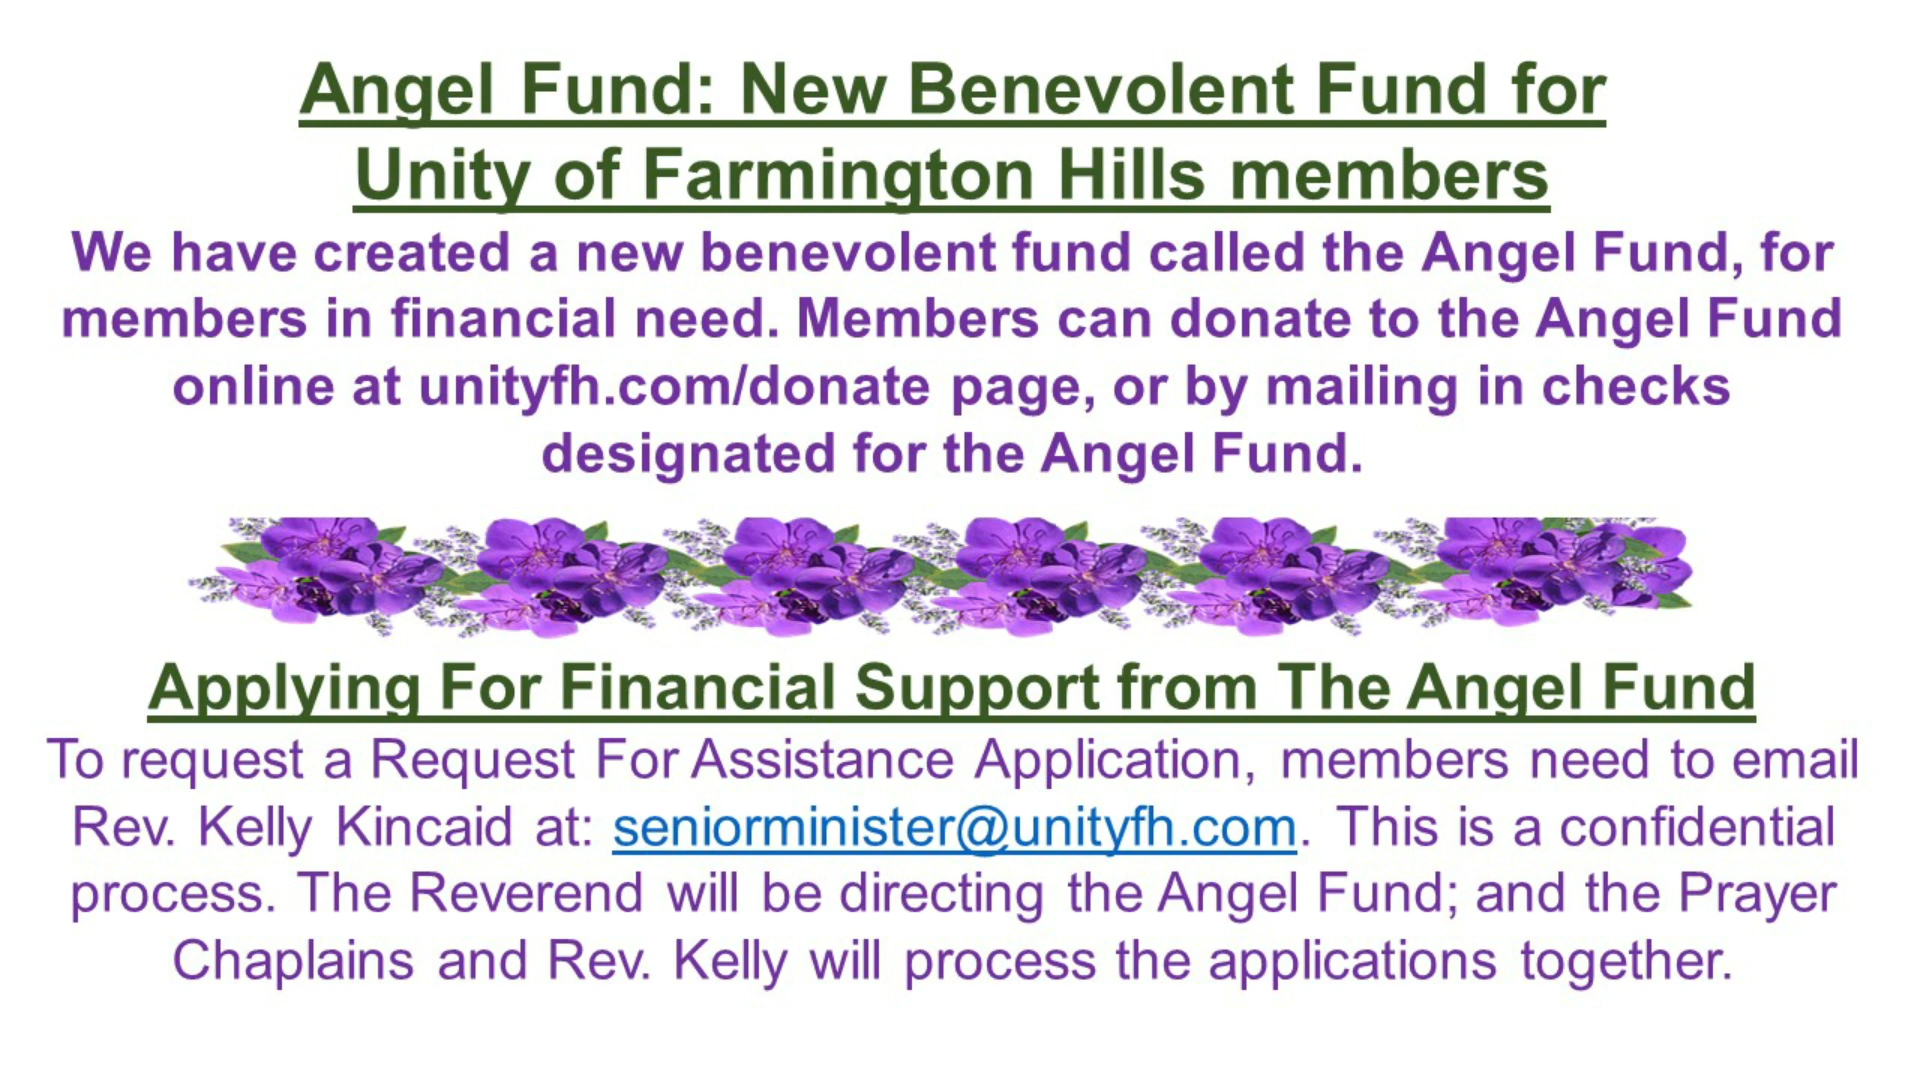 Angel Fund: New Benevolent Fund for
Unity of Farmington Hills members
We have created a new benevolent fund called the Angel Fund, for
members in financial need. Members can donate to the Angel Fund
online at unityfh.com/donate page, or by mailing in checks
designated for the Angel Fund.
Applying For Financial Support from The Angel Fund
To request a Request For Assistance Application, members need to email
Rev. Kelly Kincaid at: seniorminister@unityfh.com. This is a confidential
process. The Reverend will be directing the Angel Fund; and the Prayer
Chaplains and Rev. Kelly will process the applications together.